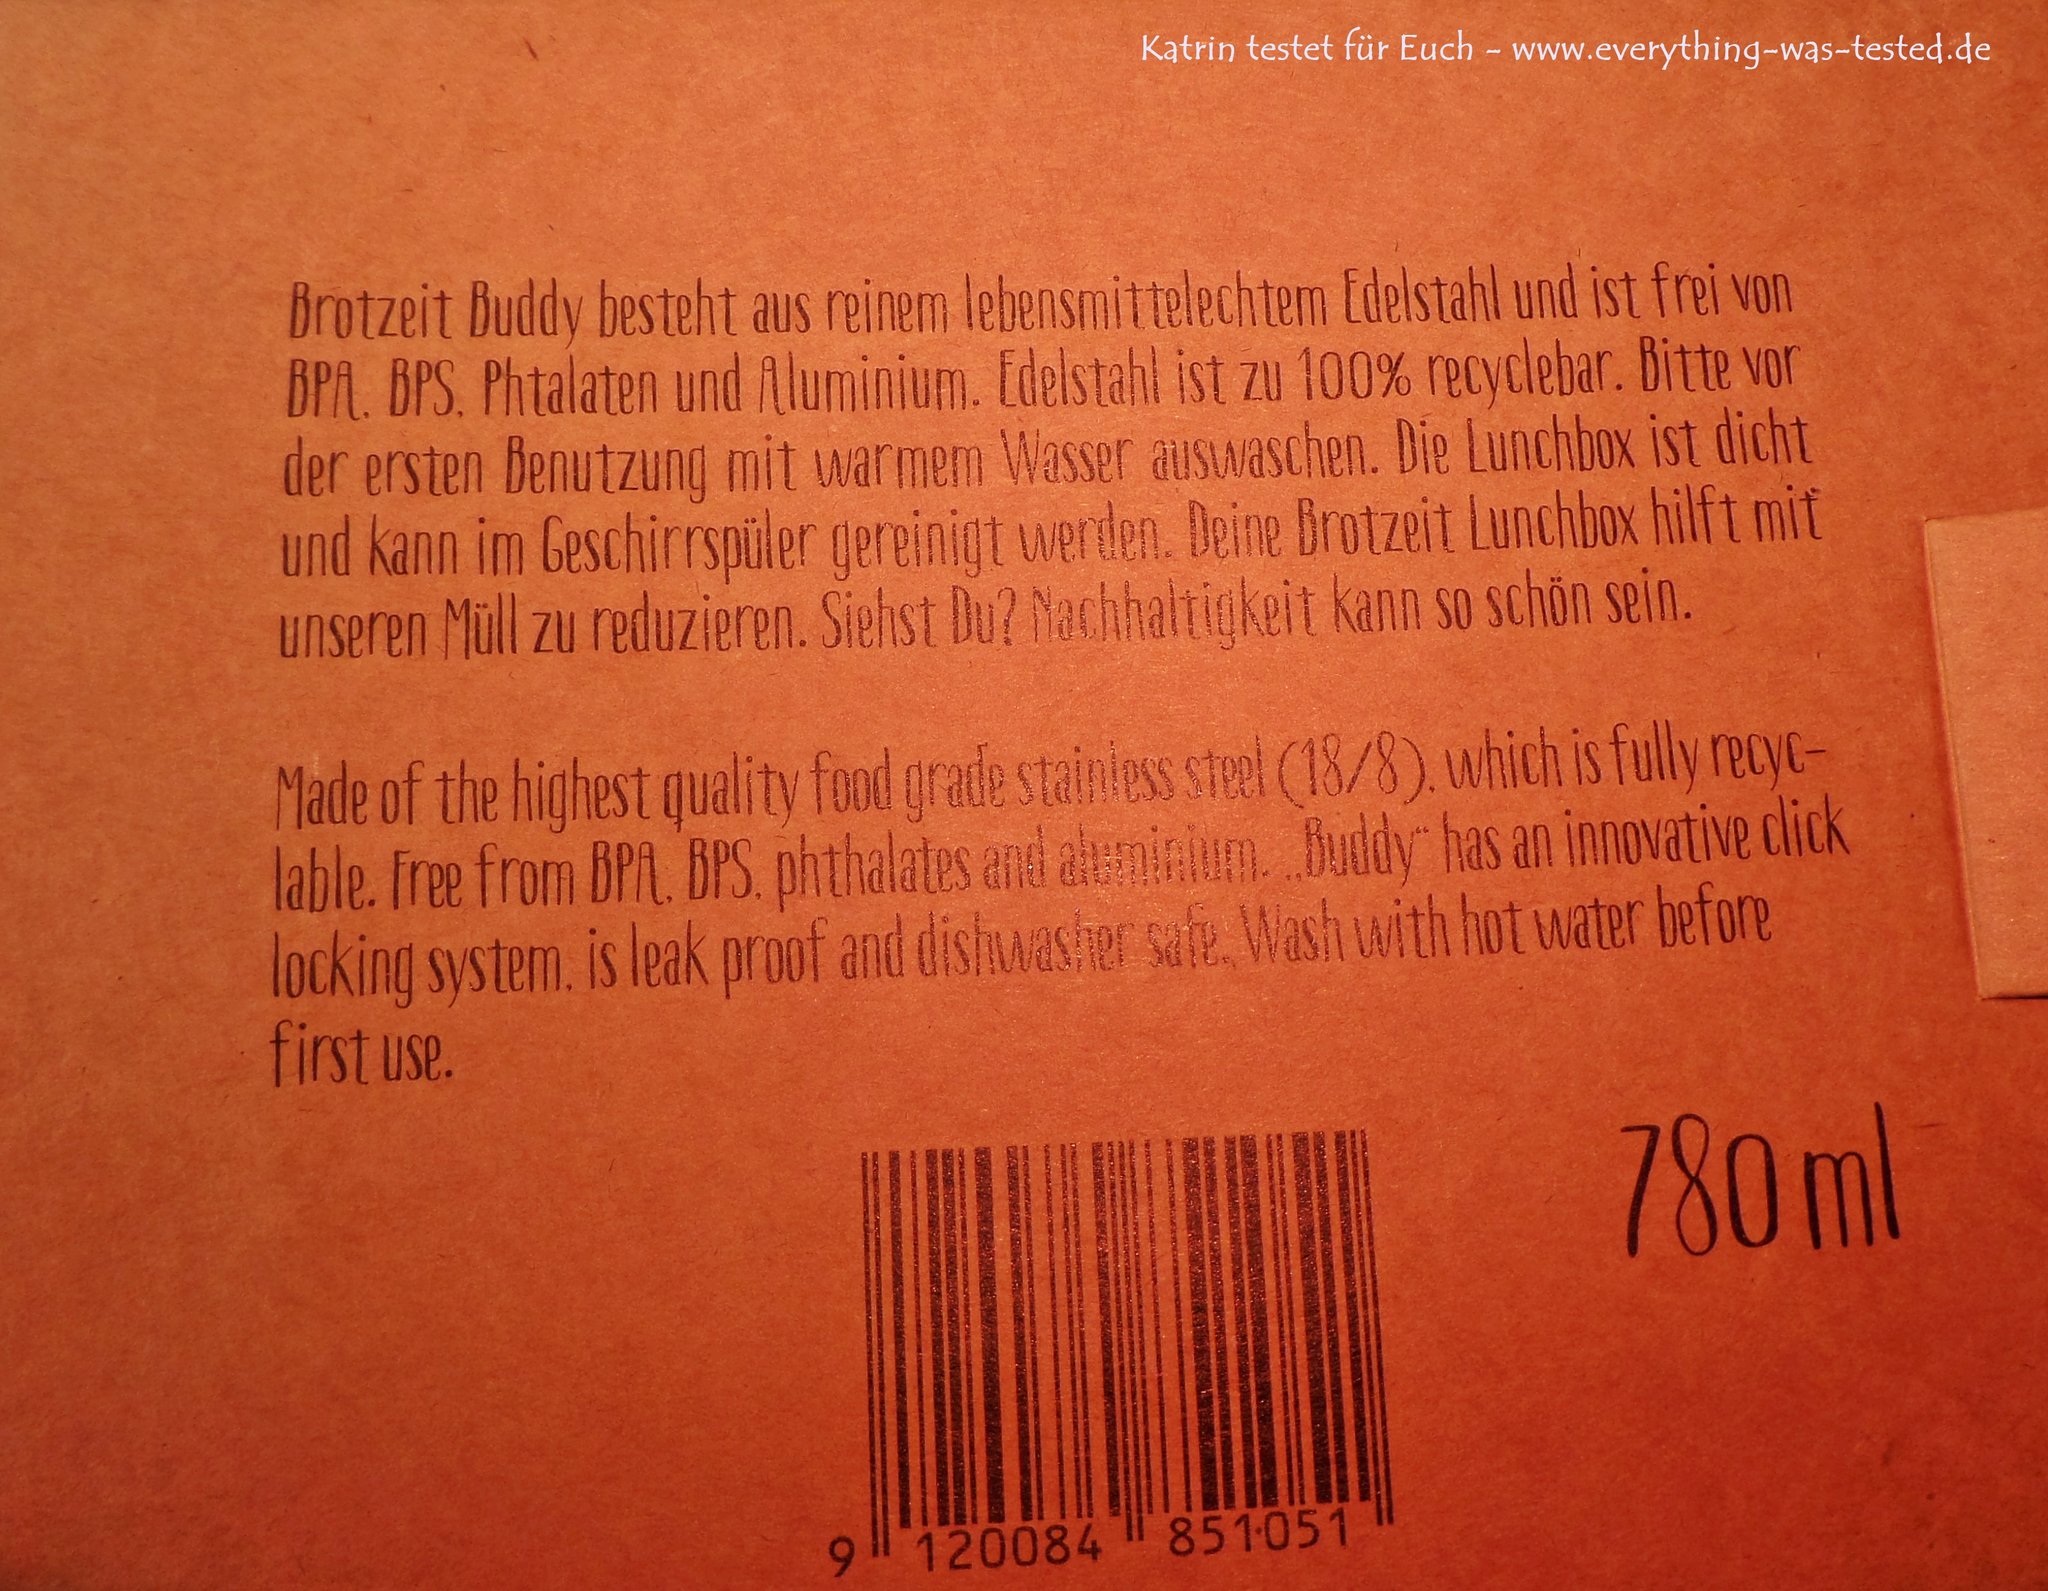 Katrin testet für Euch - www.everything-was-tested.de
Brotzeit Buddy besteht aus reinem lebensmittelechtem Edelstahl und ist frei von
BPA, BPS, Phtalaten und Aluminium. Edelstahl ist zu 100% recyclebar. Bitte vor
der ersten Benutzung mit warmem Wasser auswaschen. Die Lunchbox ist dicht
und kann im Geschirrspüler gereinigt werden. Deine Brotzeit Lunchbox hilft mit
unseren Müll zu reduzieren. Siehst Du? Nachhaltigkeit kann so schön sein.
Made of the highest quality food grade stainless steel (18/8), which is fully recyc-
lable. Free from BPA, BPS, phthalates and aluminium. „Buddy“ has an innovative click
locking system, is leak proof and dishwasher safe. Wash with hot water before
first use.
780 ml
9 120084 851051